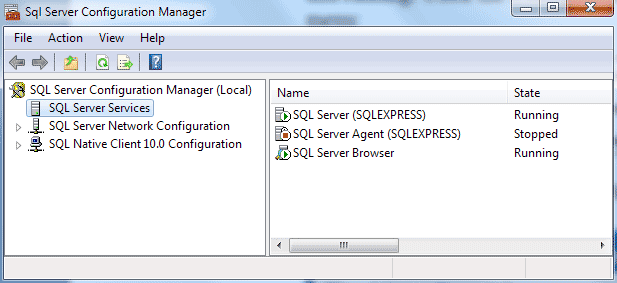 Sql Server Configuration Manager
File Action View Help
SQL Server Configuration Manager (Local)
SQL Server Services
SQL Server Network Configuration
SQL Native Client 10.0 Configuration
Name State
SQL Server (SQLEXPRESS) Running
SQL Server Agent (SQLEXPRESS) Stopped
SQL Server Browser Running